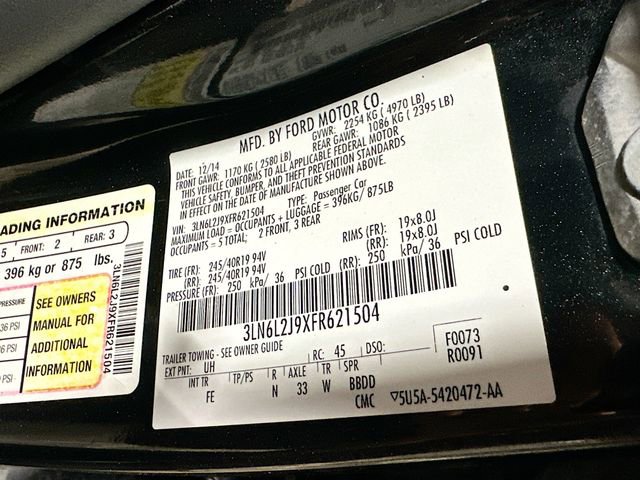 MFD. BY FORD MOTOR CO.
DATE: 12/14 GVWR: 2254 KG ( 4970 LB)
FRONT GAWR: 1170 KG ( 2580 LB) REAR GAWR: 1086 KG ( 2395 LB)
THIS VEHICLE CONFORMS TO ALL APPLICABLE FEDERAL MOTOR
VEHICLE SAFETY, BUMPER, AND THEFT PREVENTION STANDARDS
IN EFFECT ON THE DATE OF MANUFACTURE SHOWN ABOVE.
VIN: 3LN6L2J9XFR621504 TYPE: Passenger Car
MAXIMUM LOAD = OCCUPANTS + LUGGAGE = 396KG/ 875LB
OCCUPANTS = 5 TOTAL; 2 FRONT, 3 REAR
TIRE (FR): 245/40R19 94V RIMS (FR): 19x8.0J
(RR): 245/40R19 94V (RR): 19x8.0J
PRESSURE (FR): 250 kPa/ 36 PSI COLD (RR): 250 kPa/ 36 PSI COLD
3LN6L2J9XFR621504
TRAILER TOWING - SEE OWNER GUIDE
EXT PNT: UH RC: 45 DSO: F0073
R0091
INT TR TP/PS R AXLE TR SPR
FE N 33 W BBDD
CMC ▽5U5A-5420472-AA
ADING INFORMATION
5 FRONT: 2 REAR: 3
396 kg or 875 lbs.
PRESSURE
36 PSI
PSI
PSI
SEE OWNERS
MANUAL FOR
ADDITIONAL
INFORMATION
3LN6L2J9XFR621504